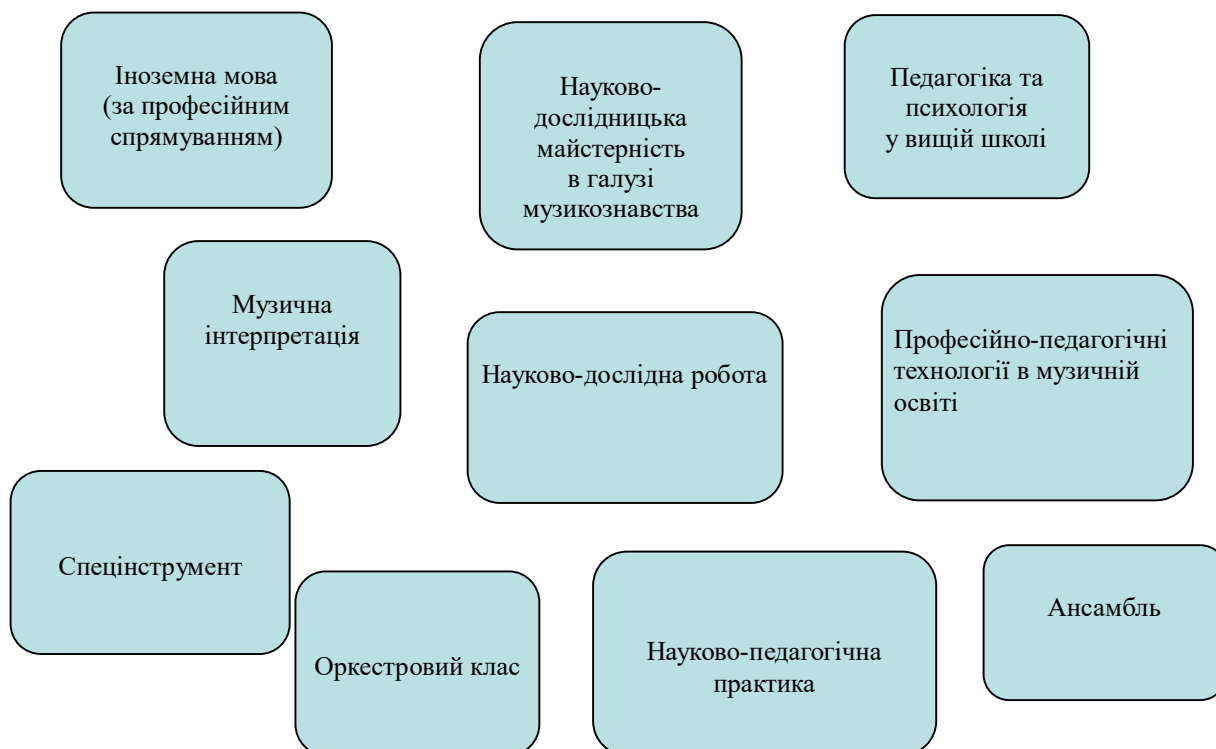 Іноземна мова
(за професійним
спрямуванням)
Науково-
дослідницька
майстерність
в галузі
музикознавства
Педагогіка та
психологія
у вищій школі
Музична
інтерпретація
Науково-дослідна робота
Професійно-педагогічні
технології в музичній
освіті
Спецінструмент
Оркестровий клас
Науково-педагогічна
практика
Ансамбль